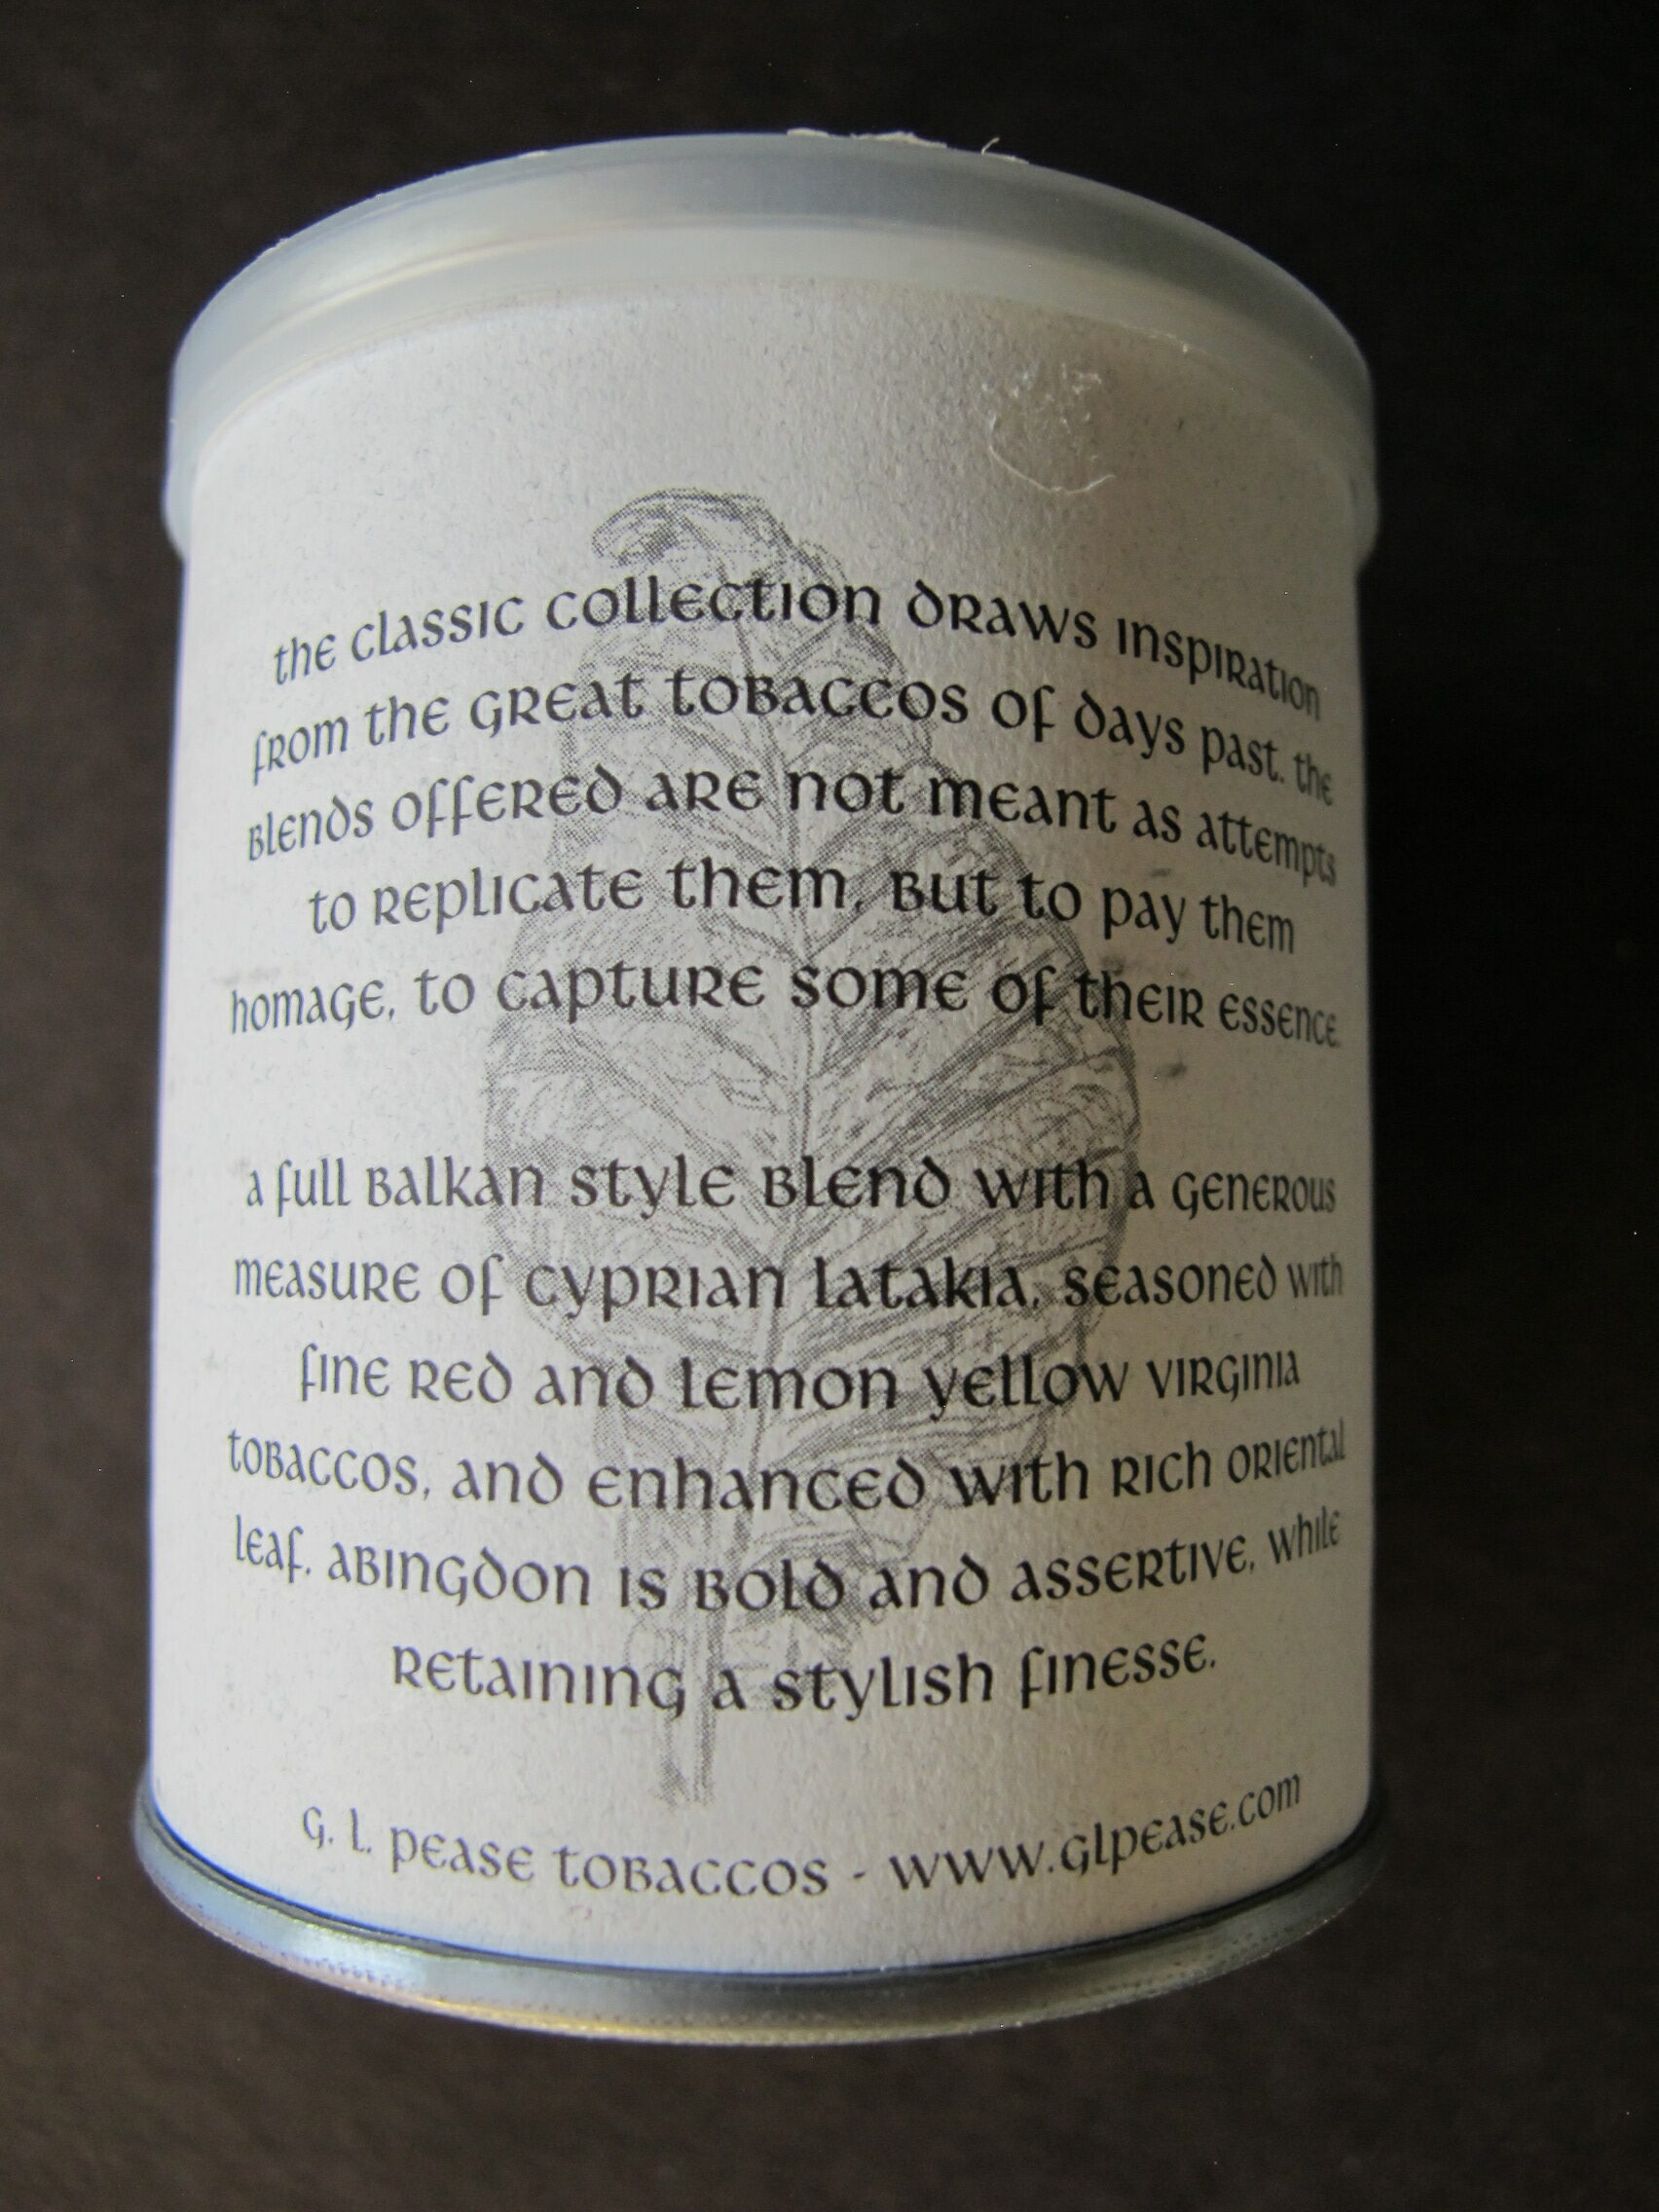 the classic collection draws inspiration
from the great tobaccos of days past. the
blends offered are not meant as attempts
to replicate them, but to pay them
homage, to capture some of their essence.
a full balkan style blend with a generous
measure of cyprian latakia, seasoned with
fine red and lemon yellow virginia
tobaccos, and enhanced with rich oriental
leaf. abingdon is bold and assertive, while
retaining a stylish finesse.
G. L. Pease Tobaccos - www.glpease.com